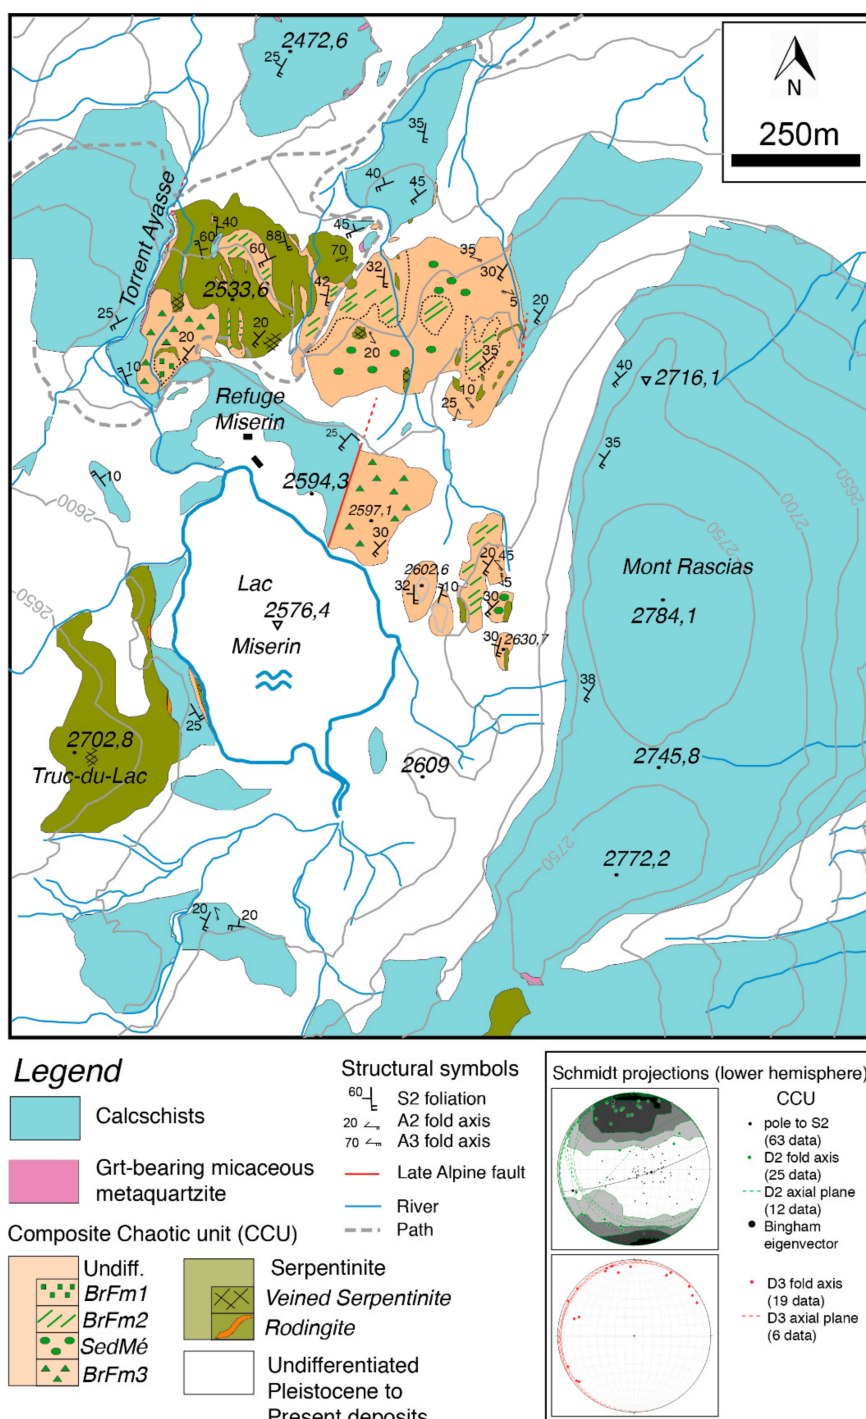 2472,6
25
N
250m
35
40
45
Torrent Ayasse
40
60
88
60
45
70
32
35
30
42
5
20
2533,6
25
20
20
20
35
10
10
25
40
2716,1
Refuge
Miserin
25
35
2594,3
2597,1
30
10
2600
2650
2700
2650
2750
Lac
2576,4
Miserin
2602,6
32
10
20
45
5
30
30
2630,7
Mont Rascias
2784,1
38
25
2702,8
Truc-du-Lac
2609
2745,8
2750
2772,2
20
20
Legend
Calcschists
Grt-bearing micaceous
metaquartzite
Composite Chaotic unit (CCU)
Undiff.
BrFm1
BrFm2
SedMé
BrFm3
Serpentinite
Veined Serpentinite
Rodingite
Undifferentiated
Pleistocene to
Present deposits
Structural symbols
60
S2 foliation
20
A2 fold axis
70
A3 fold axis
Late Alpine fault
River
Path
Schmidt projections (lower hemisphere)
CCU
pole to S2
(63 data)
D2 fold axis
(25 data)
D2 axial plane
(12 data)
Bingham
eigenvector
D3 fold axis
(19 data)
D3 axial plane
(6 data)